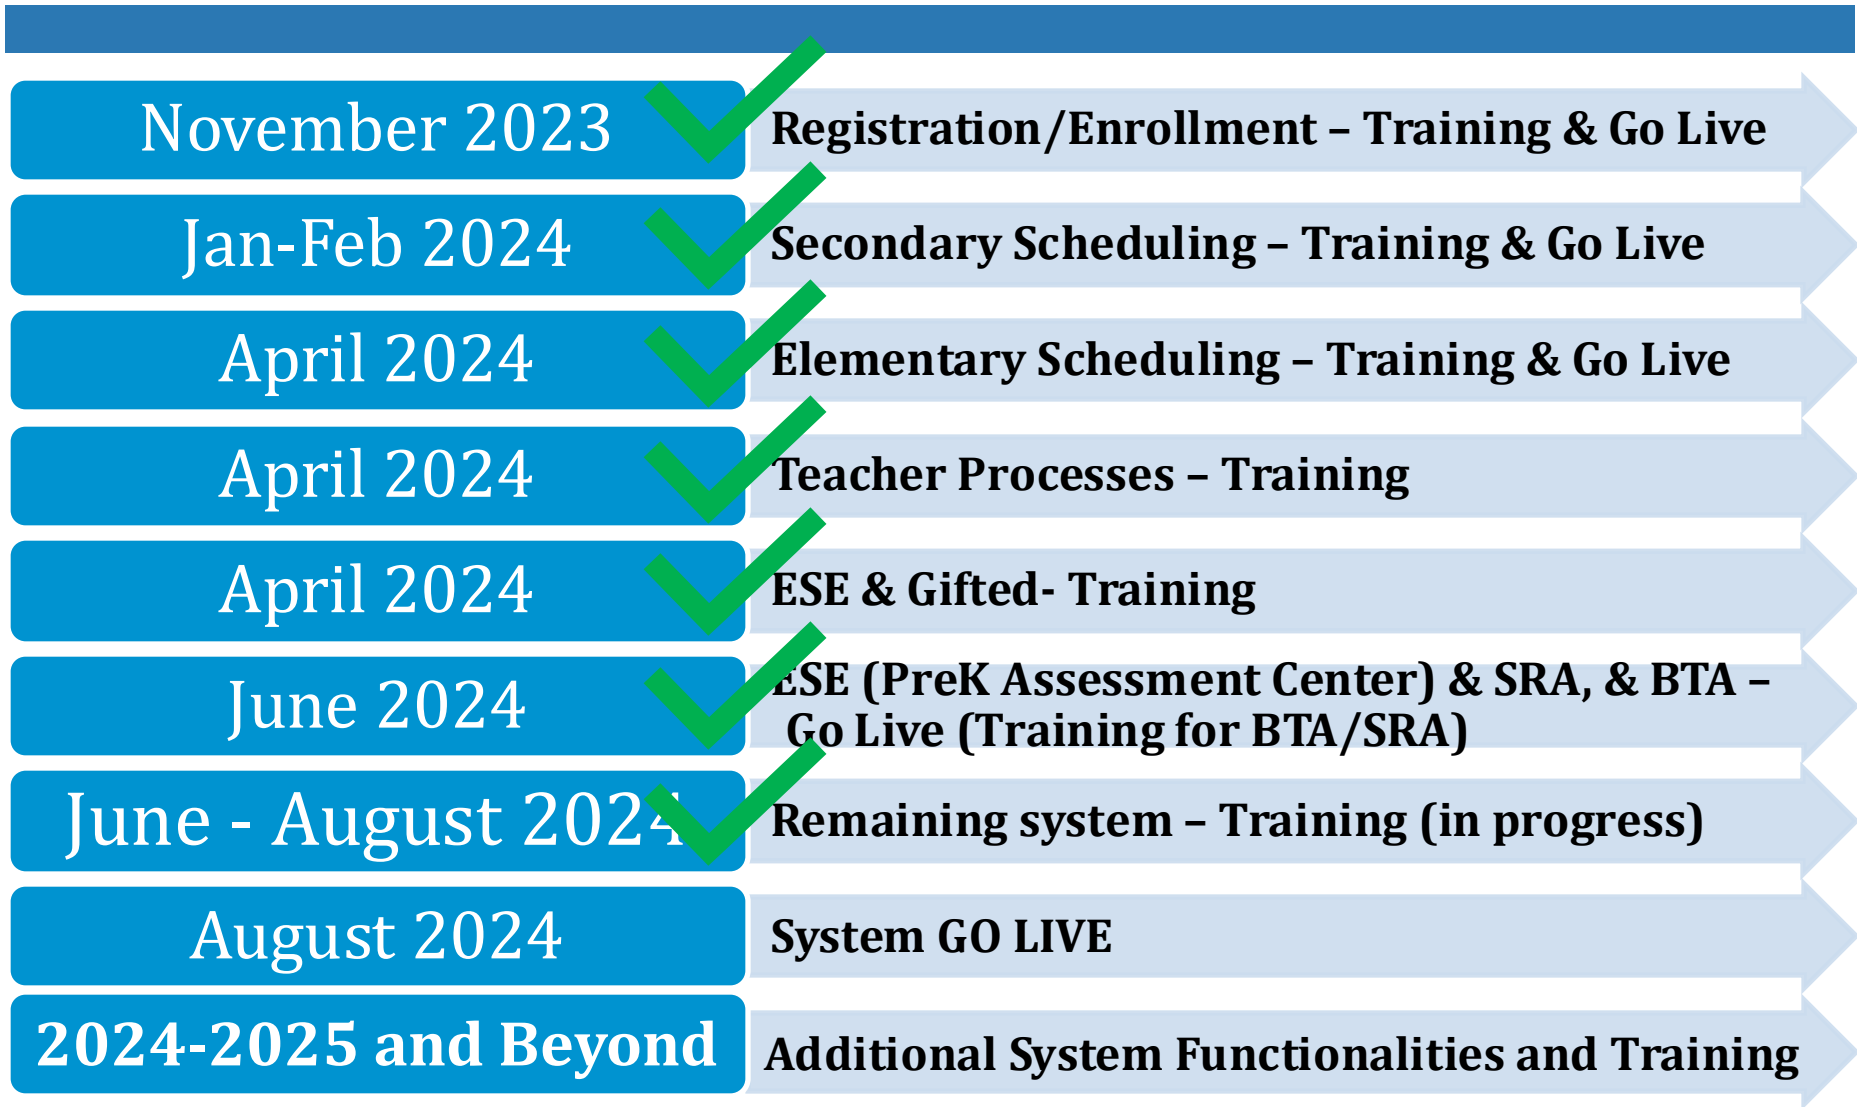 November 2023
Registration/Enrollment – Training & Go Live
Jan-Feb 2024
Secondary Scheduling – Training & Go Live
April 2024
Elementary Scheduling – Training & Go Live
April 2024
Teacher Processes – Training
April 2024
ESE & Gifted- Training
June 2024
ESE (PreK Assessment Center) & SRA, & BTA –
Go Live (Training for BTA/SRA)
June - August 2024
Remaining system – Training (in progress)
August 2024
System GO LIVE
2024-2025 and Beyond
Additional System Functionalities and Training